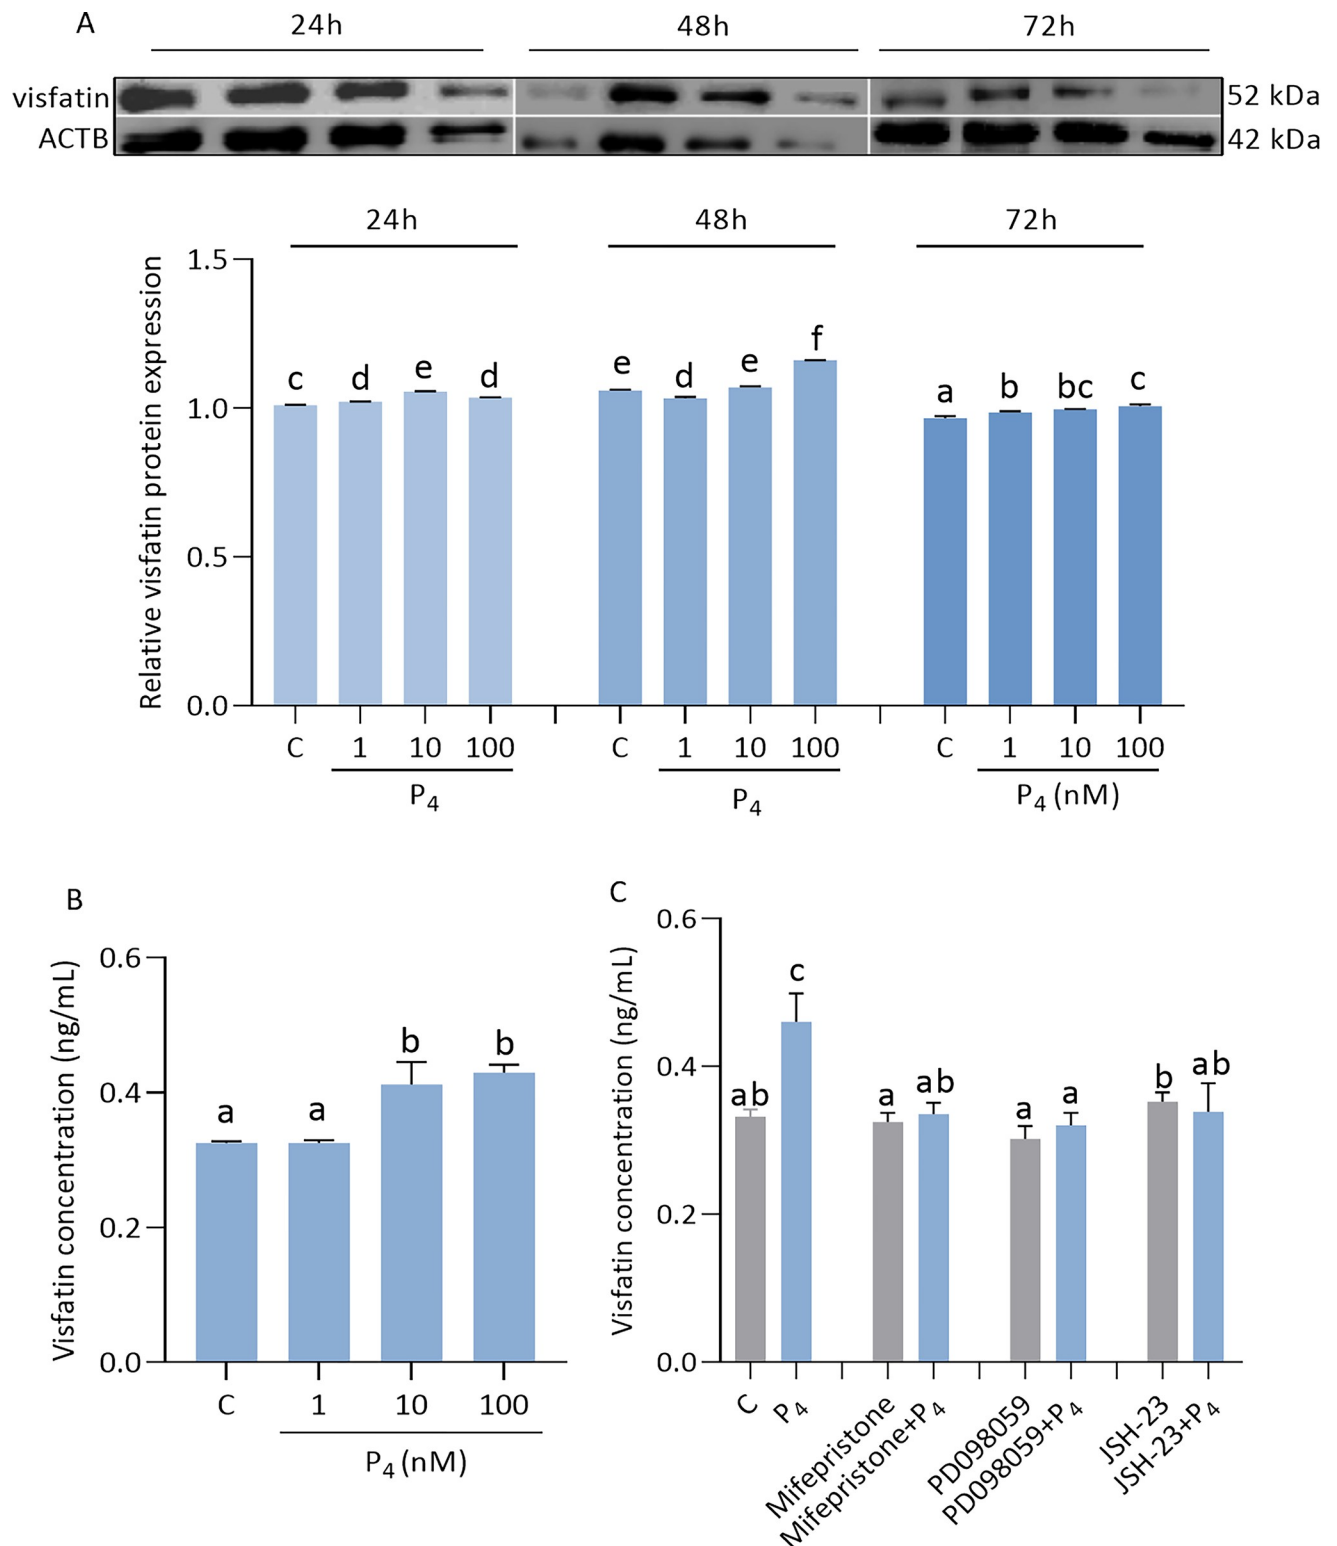 A
24h 48h 72h
visfatin 52 kDa
ACTB 42 kDa
24h 48h 72h
Relative visfatin protein expression
1.5
1.0
0.5
0.0
c d e d e d e f a b bc c
C 1 10 100 C 1 10 100 C 1 10 100
P4 P4 P4 (nM)
B
Visfatin concentration (ng/mL)
0.6
0.4
0.2
0.0
a a b b
C 1 10 100
P4 (nM)
C
Visfatin concentration (ng/mL)
0.6
0.4
0.2
0.0
ab c a ab a a b ab
C
P4
Mifepristone
Mifepristone+P4
PD098059
PD098059+P4
JSH-23
JSH-23+P4